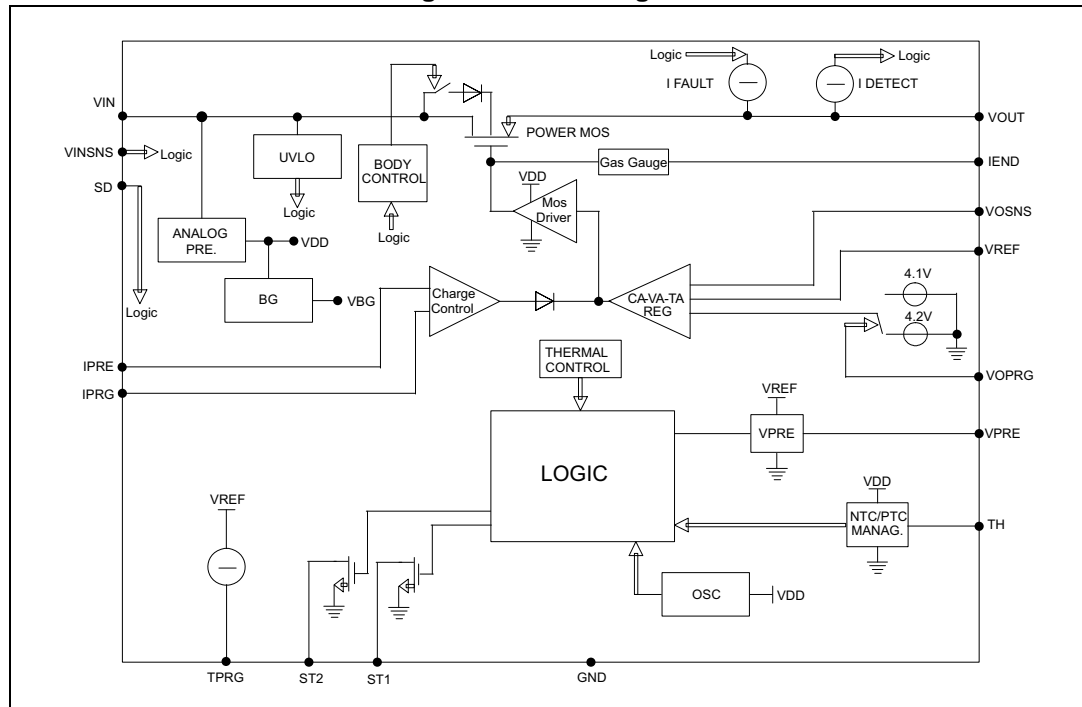 Logic
Logic
I FAULT
I DETECT
VIN
VOUT
POWER MOS
VINSNS
Logic
UVLO
BODY
CONTROL
Gas Gauge
IEND
SD
VDD
Mos
Driver
Logic
VOSNS
ANALOG
PRE.
VDD
Logic
VREF
4.1V
BG
VBG
Charge
Control
CA-VA-TA
REG
4.2V
Logic
THERMAL
CONTROL
IPRE
VOPRG
IPRG
VREF
VPRE
VPRE
LOGIC
VDD
VREF
NTC/PTC
MANAG.
TH
OSC
VDD
TPRG
ST2
ST1
GND